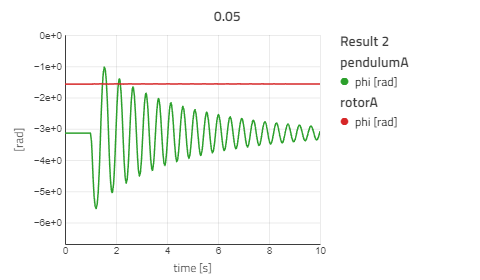 0.05
0e+0
−1e+0
−2e+0
−3e+0
−4e+0
−5e+0
−6e+0
[rad]
0 2 4 6 8 10
time [s]
Result 2
pendulumA
phi [rad]
rotorA
phi [rad]